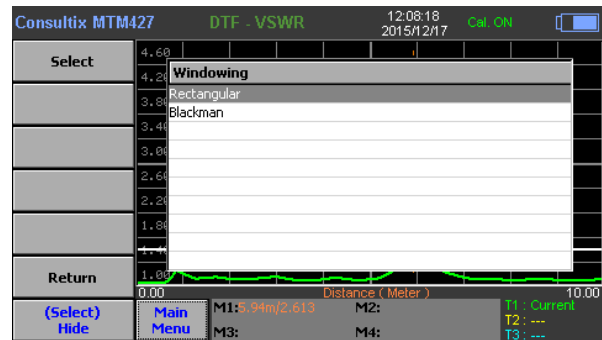 Consultix MTM427
DTF - VSWR
12:08:18
2015/12/17
Cal. ON
Select
Return
(Select)
Hide
4.60
4.20
3.80
3.40
3.00
2.60
2.20
1.80
1.40
1.00
Windowing
Rectangular
Blackman
0.00
Distance ( Meter )
10.00
Main
Menu
M1:5.94m/2.613
M2:
M3:
M4:
T1 : Current
T2 : ---
T3 : ---